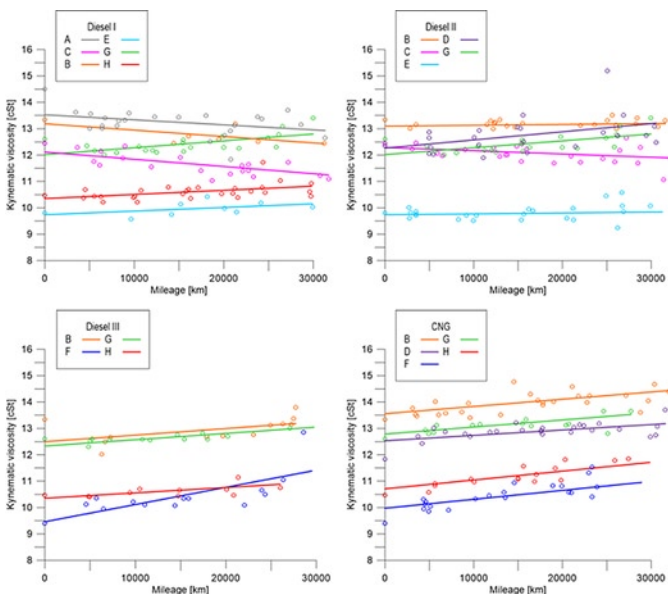 Diesel I
A E
C G
B H
Kynematic viscosity [cSt]
16
15
14
13
12
11
10
9
8
0 10000 20000 30000
Mileage [km]
Diesel II
B D
C G
E
Kynematic viscosity [cSt]
16
15
14
13
12
11
10
9
8
0 10000 20000 30000
Mileage [km]
Diesel III
B G
F H
Kynematic viscosity [cSt]
16
15
14
13
12
11
10
9
8
0 10000 20000 30000
Mileage [km]
CNG
B G
D H
F
Kynematic viscosity [cSt]
16
15
14
13
12
11
10
9
8
0 10000 20000 30000
Mileage [km]